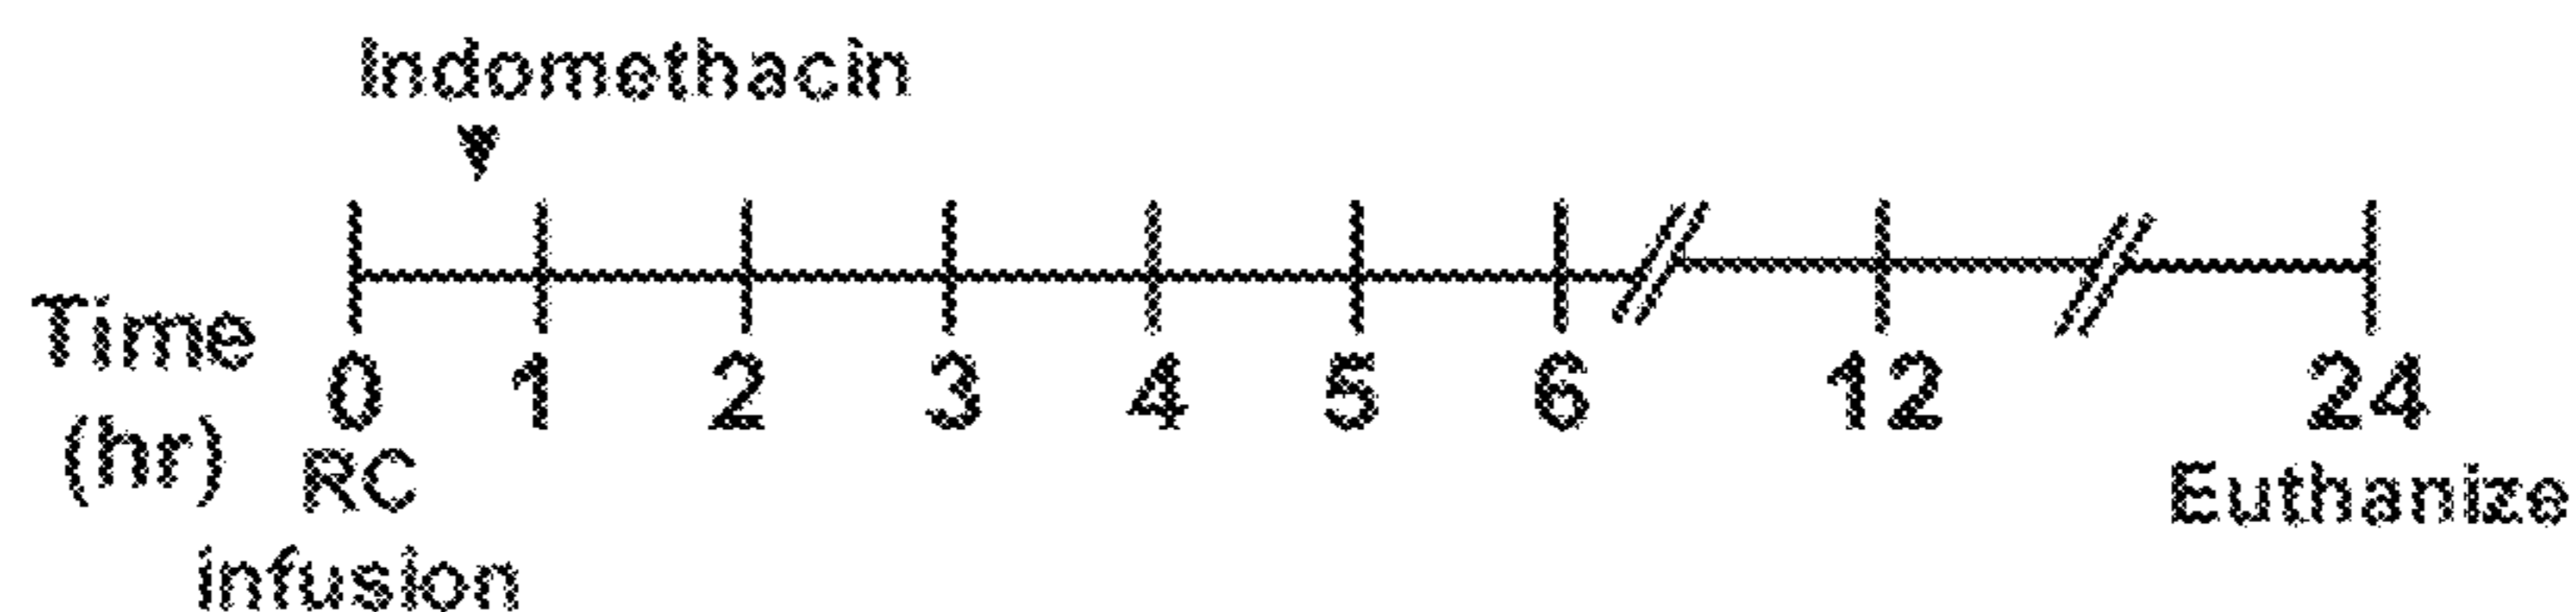 Indomethacin
Time
(hr)
0 1 2 3 4 5 6 12 24
RC
infusion
Euthanize